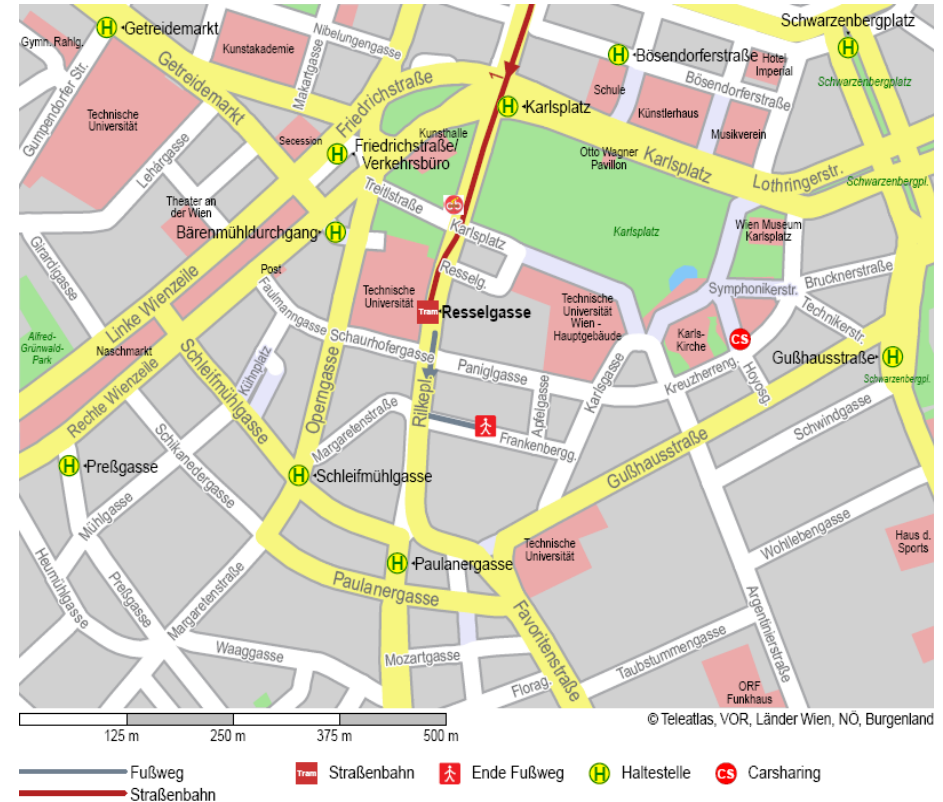 Schwarzenbergplatz
Gymn. Rahlg.
Getreidemarkt
Nibelungengasse
Kunstakademie
Makartgasse
Gumpendorfer Str.
Getreidemarkt
Friedrichstraße
1
Bösendorferstraße
Hotel
Imperial
Bösendorferstraße
Schwarzenbergplatz
Schule
Künstlerhaus
Musikverein
Technische
Universität
Karlsplatz
Secession
Kunsthalle
Friedrichstraße/
Verkehrsbüro
Otto Wagner
Pavillon
Karlsplatz
Lothringerstr.
Lehárgasse
Treitlstraße
Schwarzenbergpl.
Theater an
der Wien
Bärenmühldurchgang
Karlsplatz
Karlsplatz
Wien Museum
Karlsplatz
Girardigasse
Linke Wienzeile
Post
Resselg.
Brucknerstraße
Symphonikerstr.
Technische
Universität
Tram
Resselgasse
Technische
Universität
Wien -
Hauptgebäude
Technikerstr.
Faulmanngasse
Alfred-
Grünwald-
Park
Naschmarkt
Karls-
Kirche
CS
Schaurhofergasse
Gußhausstraße
Kühnplatz
Schleifmühlgasse
Paniglgasse
Kreuzherreng.
Hoyosg.
Schwarzenbergpl.
Rechte Wienzeile
Operngasse
Rilkepl.
Apfelgasse
Karlsgasse
Margaretenstraße
Frankenbergg.
Schwindgasse
Schikanedergasse
Preßgasse
Schleifmühlgasse
Gußhausstraße
Mühlgasse
Technische
Universität
Wohllebengasse
Haus d.
Sports
Heumühlgasse
Preßgasse
Paulanergasse
Paulanergasse
Margaretenstraße
Favoritenstraße
Argentinierstraße
Waaggasse
Mozartgasse
Taubstummengasse
Florag.
ORF
Funkhaus
© Teleatlas, VOR, Länder Wien, NÖ, Burgenland
125 m 250 m 375 m 500 m
Fußweg
Tram Straßenbahn
Ende Fußweg
H Haltestelle
CS Carsharing
Straßenbahn